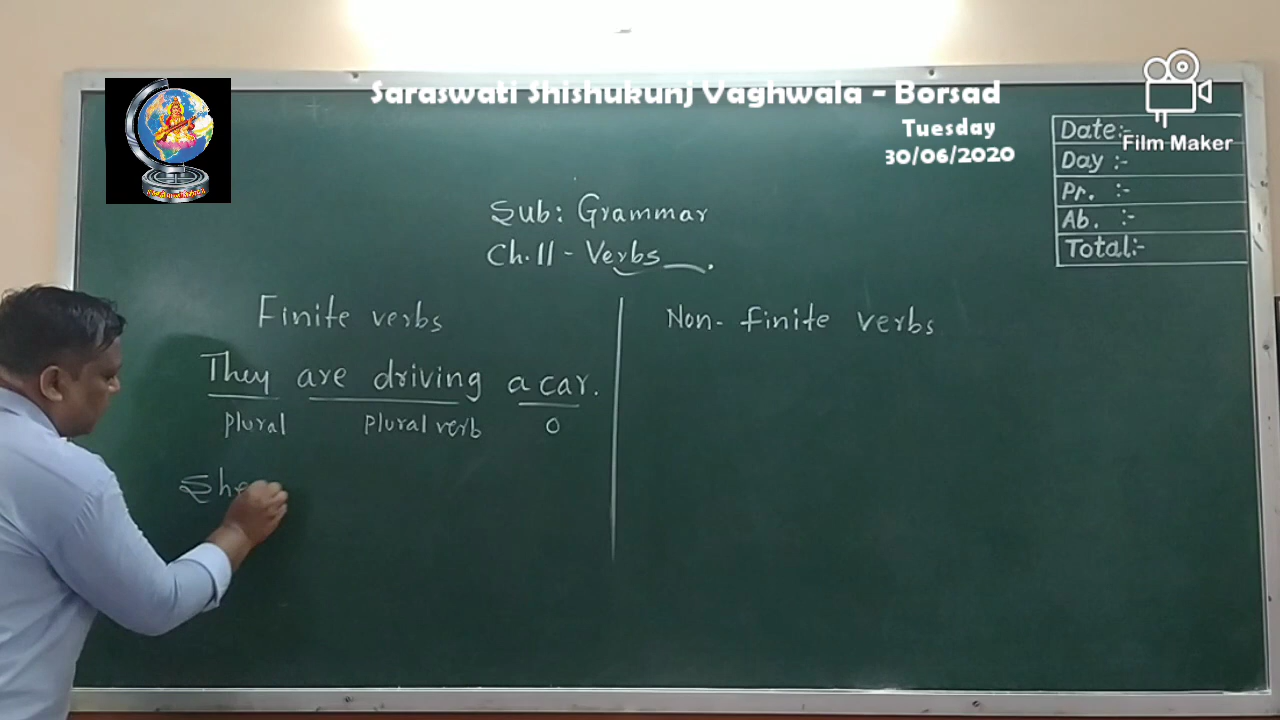 Saraswati Shishukunj Vaghwala - Borsad
Tuesday
30/06/2020
Film Maker
Date:-
Day :-
Pr. :-
Ab. :-
Total:-
Sub: Grammar
Ch.11 - Verbs
Finite verbs
They are driving a car.
plural plural verb O
She
Non-finite verbs